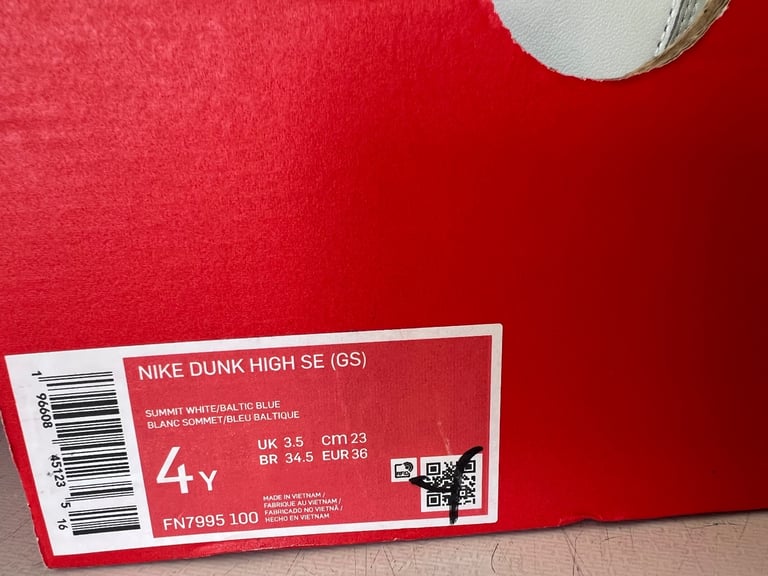 NIKE DUNK HIGH SE (GS)
SUMMIT WHITE/BALTIC BLUE
BLANC SOMMET/BLEU BALTIQUE
4Y
UK 3.5 cm 23
BR 34.5 EUR 36
FN7995 100
MADE IN VIETNAM /
FABRIQUE AU VIETNAM /
FABRICADO NO VIETNÃ /
HECHO EN VIETNAM
RFID
1 96608 45123 5 16